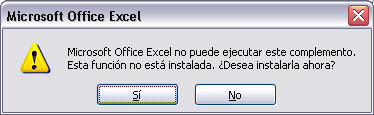 Microsoft Office Excel
Microsoft Office Excel no puede ejecutar este complemento.
Esta función no está instalada. ¿Desea instalarla ahora?
Sí
No